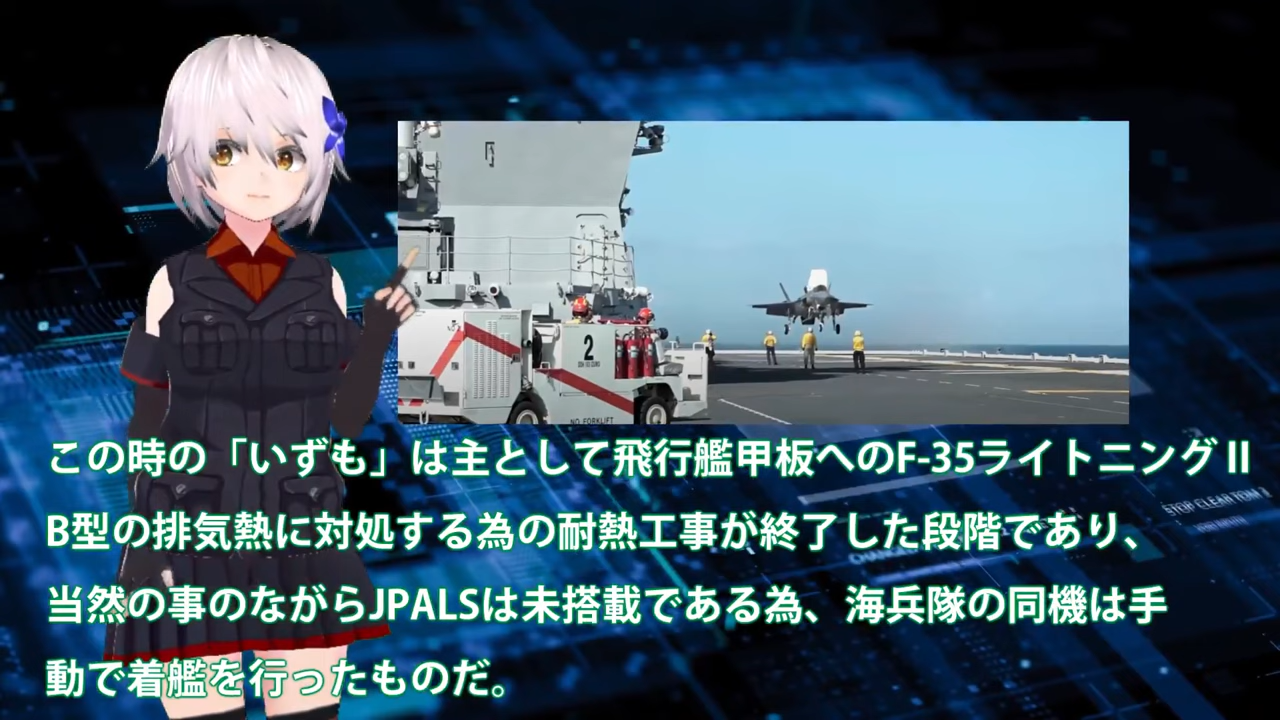 2
NO FORKLIFT
この時の「いずも」は主として飛行艦甲板へのF-35ライトニングⅡ
B型の排気熱に対処する為の耐熱工事が終了した段階であり、
当然の事のながらJPALSは未搭載である為、海兵隊の同機は手
動で着艦を行ったものだ。